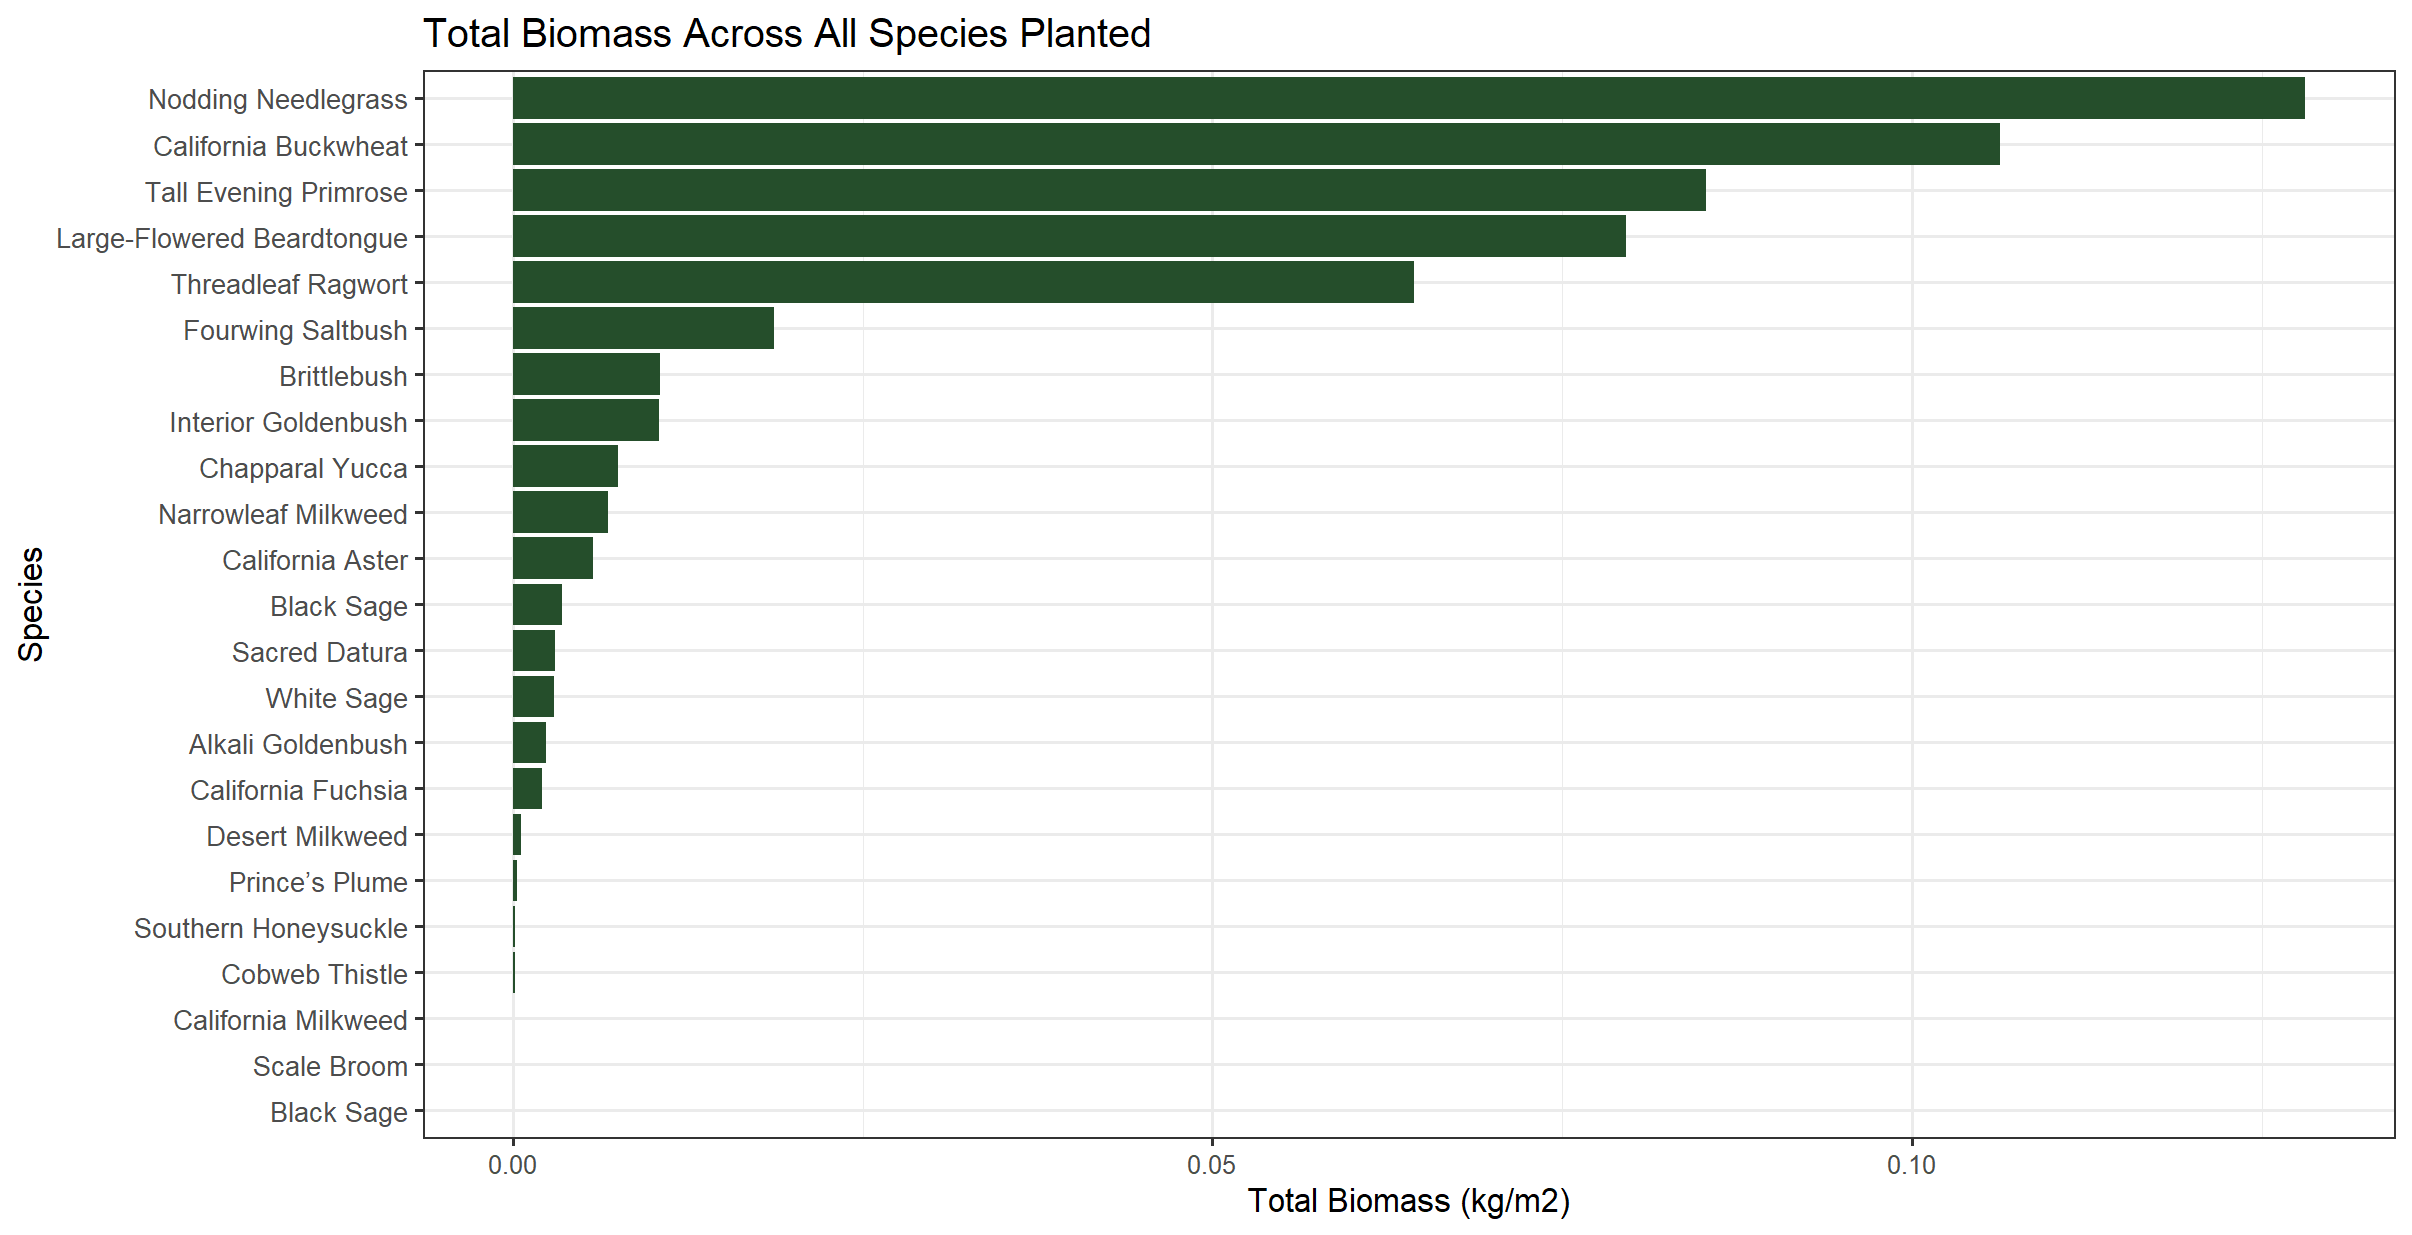 Total Biomass Across All Species Planted
Nodding Needlegrass
California Buckwheat
Tall Evening Primrose
Large-Flowered Beardtongue
Threadleaf Ragwort
Fourwing Saltbush
Brittlebush
Interior Goldenbush
Chapparal Yucca
Narrowleaf Milkweed
California Aster
Black Sage
Sacred Datura
White Sage
Alkali Goldenbush
California Fuchsia
Desert Milkweed
Prince’s Plume
Southern Honeysuckle
Cobweb Thistle
California Milkweed
Scale Broom
Black Sage
Species
0.00 0.05 0.10
Total Biomass (kg/m2)